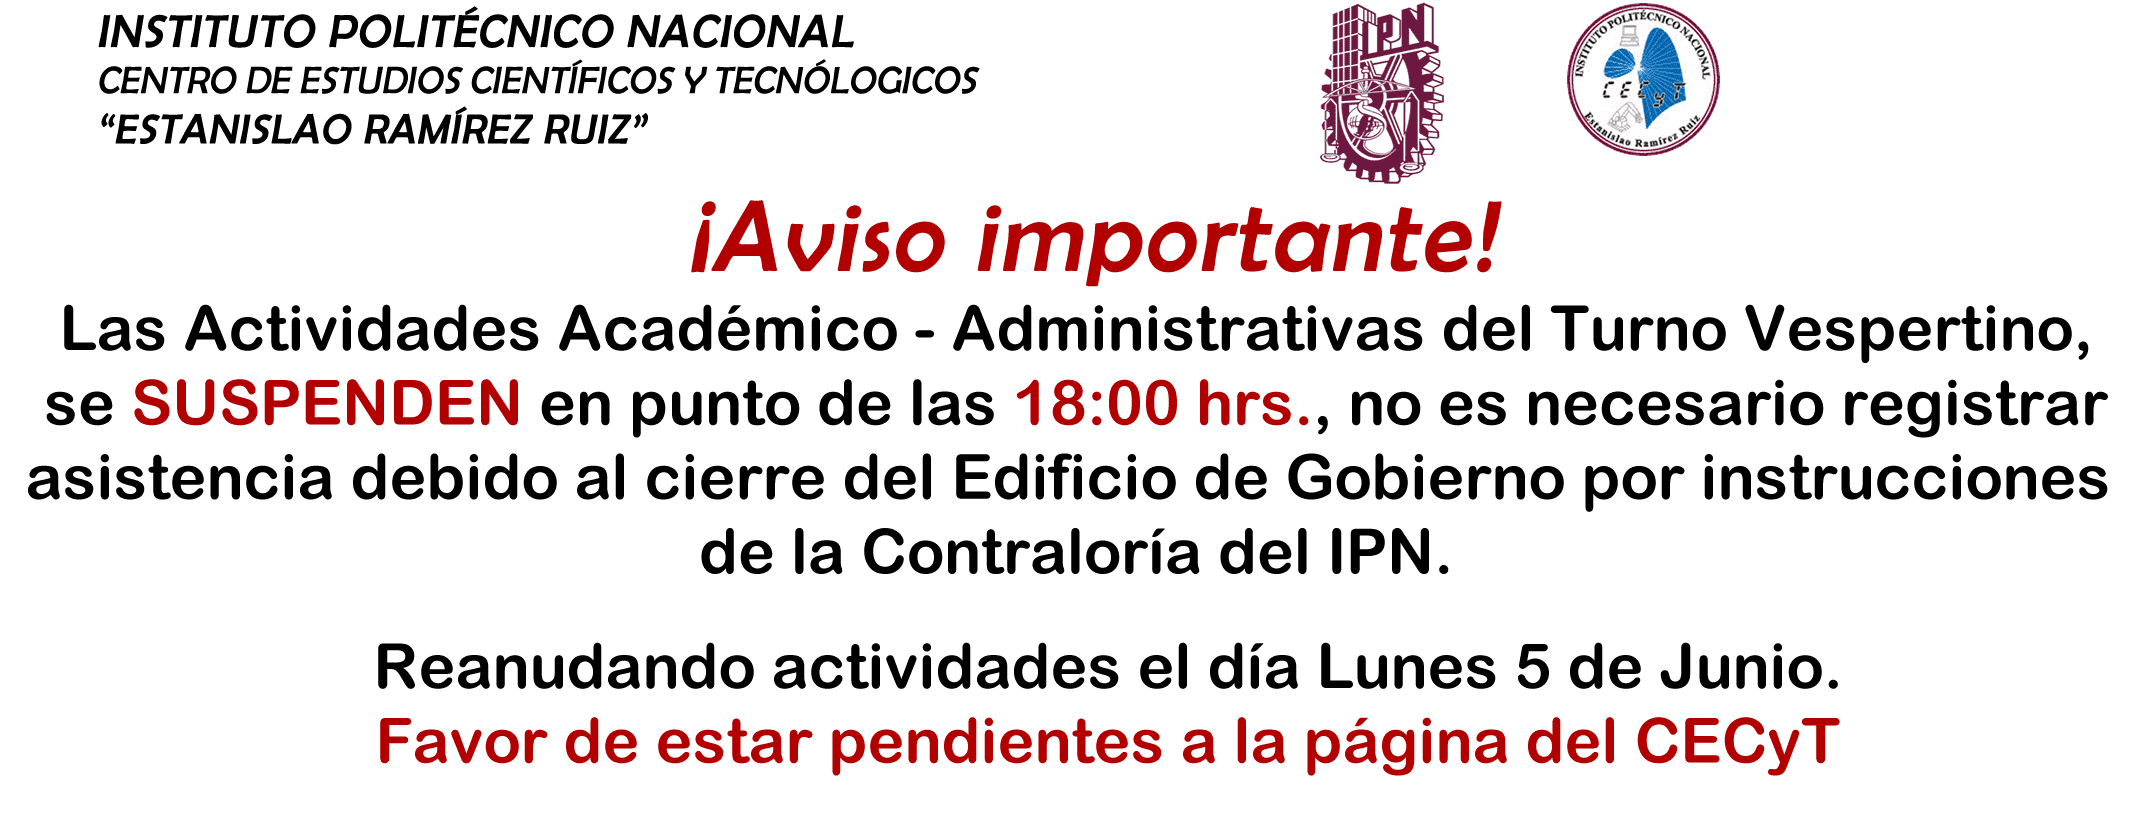 INSTITUTO POLITÉCNICO NACIONAL
CENTRO DE ESTUDIOS CIENTÍFICOS Y TECNÓLOGICOS
“ESTANISLAO RAMÍREZ RUIZ”
IPN
INSTITUTO POLITÉCNICO NACIONAL
CECyT
Estanislao Ramírez Ruiz
¡Aviso importante!
Las Actividades Académico - Administrativas del Turno Vespertino,
se SUSPENDEN en punto de las 18:00 hrs., no es necesario registrar
asistencia debido al cierre del Edificio de Gobierno por instrucciones
de la Contraloría del IPN.
Reanudando actividades el día Lunes 5 de Junio.
Favor de estar pendientes a la página del CECyT